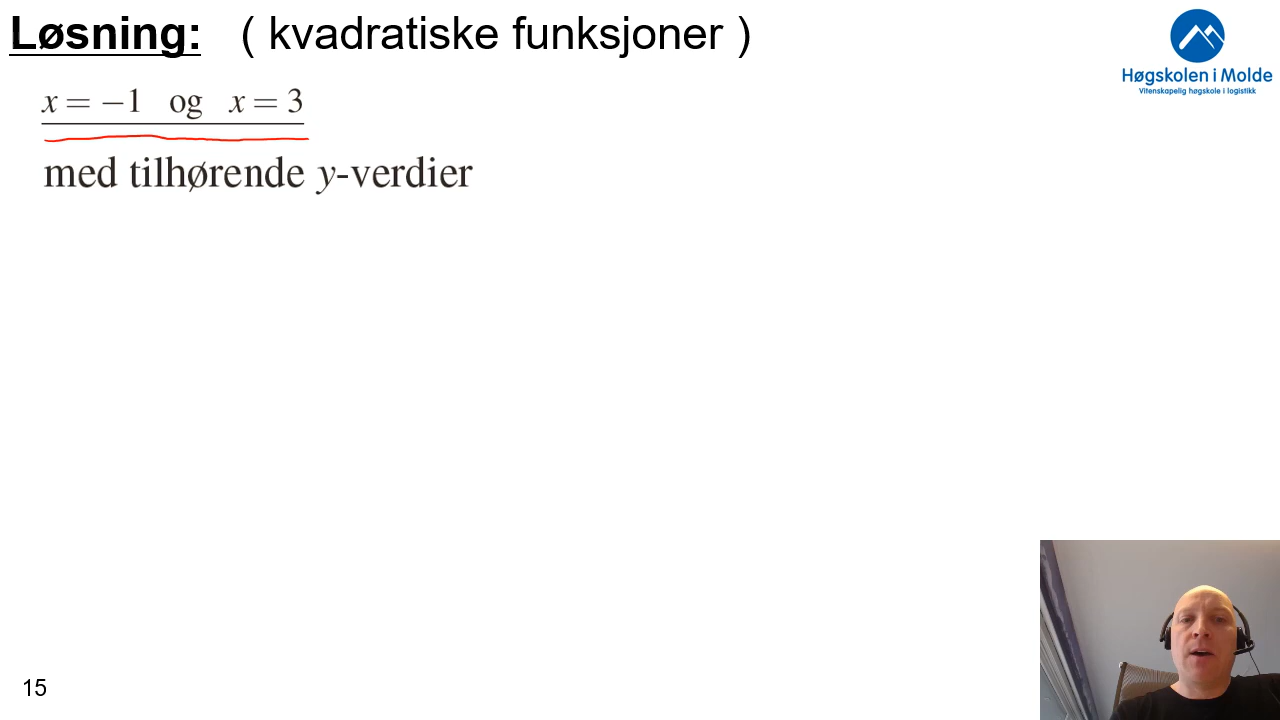 Løsning: ( kvadratiske funksjoner )
Høgskolen i Molde
Vitenskapelig høgskole i logistikk
x = −1 og x = 3
med tilhørende y-verdier
15